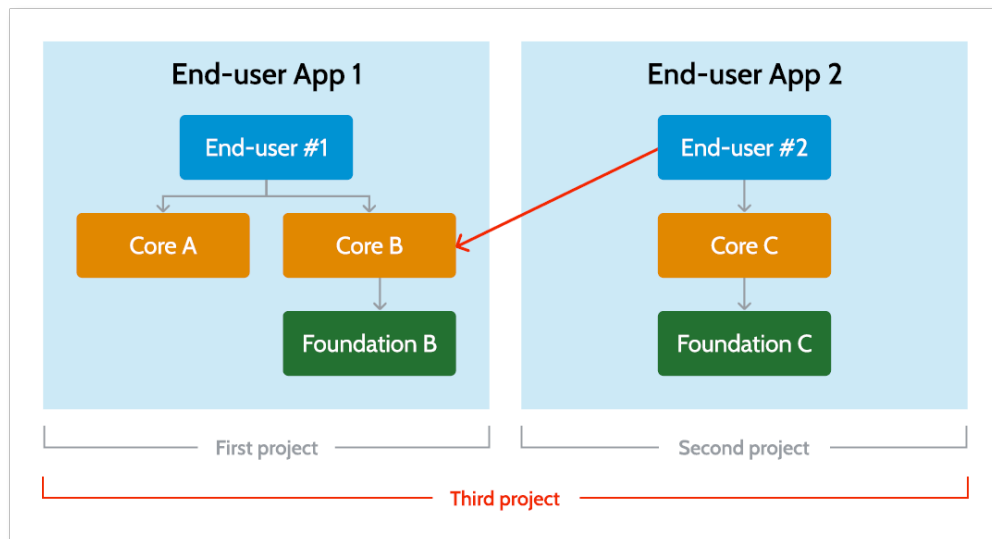 End-user App 1
End-user App 2
End-user #1
End-user #2
Core A
Core B
Core C
Foundation B
Foundation C
First project
Second project
Third project